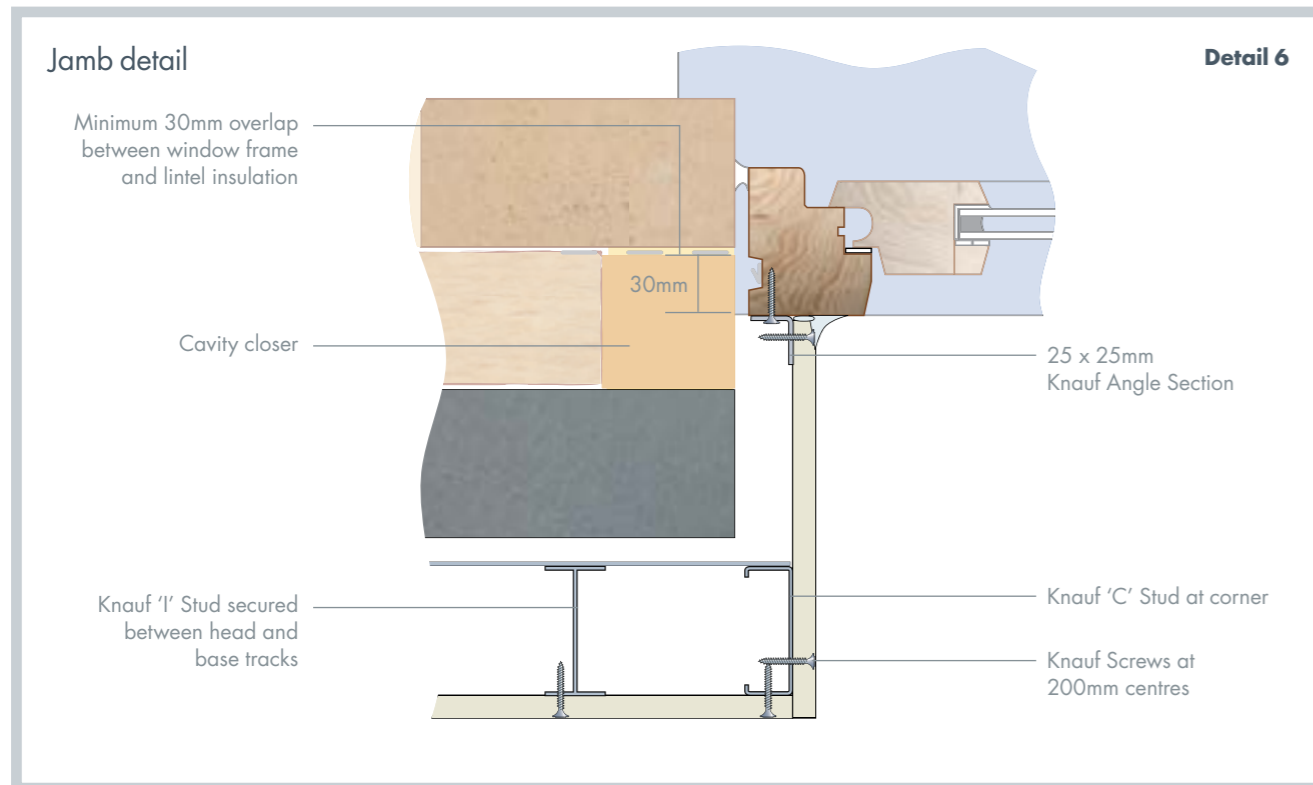 Jamb detail
Detail 6
Minimum 30mm overlap
between window frame
and lintel insulation
30mm
Cavity closer
25 x 25mm
Knauf Angle Section
Knauf ‘I’ Stud secured
between head and
base tracks
Knauf ‘C’ Stud at corner
Knauf Screws at
200mm centres